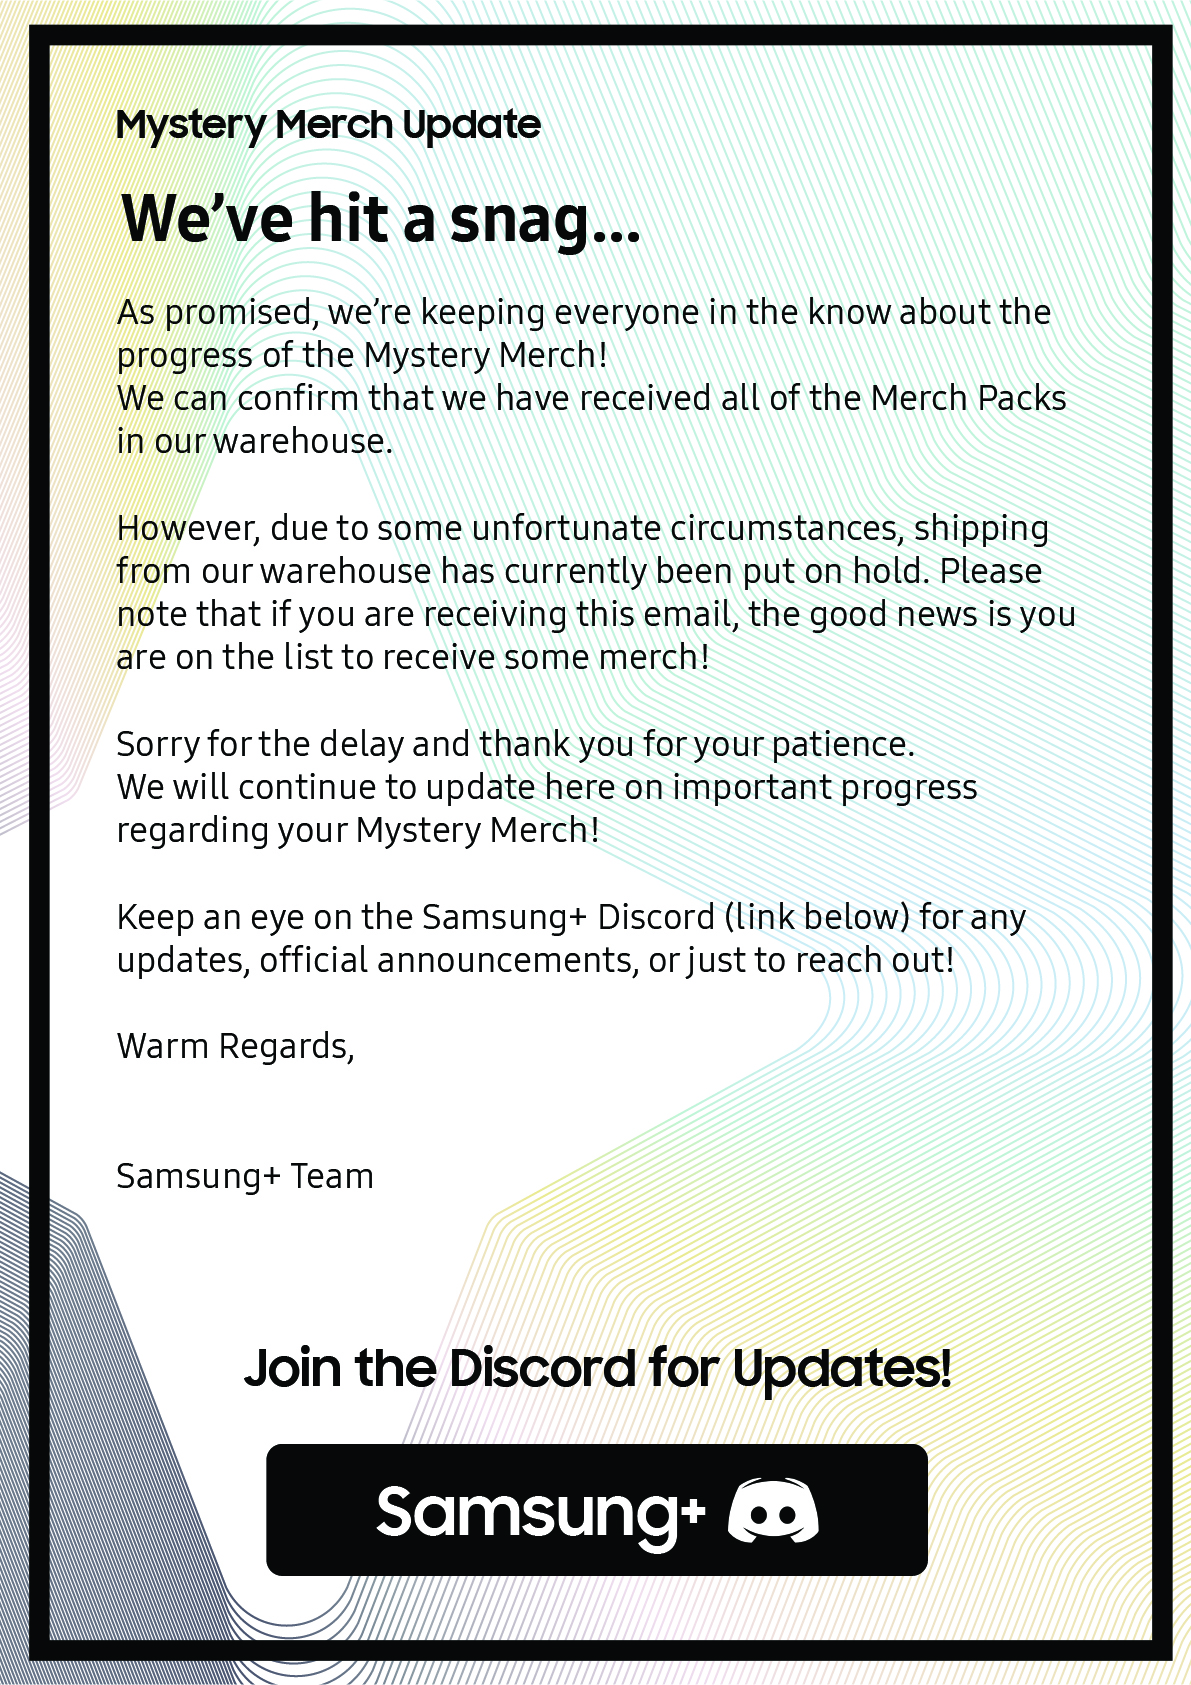 Mystery Merch Update
We’ve hit a snag...
As promised, we’re keeping everyone in the know about the
progress of the Mystery Merch!
We can confirm that we have received all of the Merch Packs
in our warehouse.
However, due to some unfortunate circumstances, shipping
from our warehouse has currently been put on hold. Please
note that if you are receiving this email, the good news is you
are on the list to receive some merch!
Sorry for the delay and thank you for your patience.
We will continue to update here on important progress
regarding your Mystery Merch!
Keep an eye on the Samsung+ Discord (link below) for any
updates, official announcements, or just to reach out!
Warm Regards,
Samsung+ Team
Join the Discord for Updates!
Samsung+